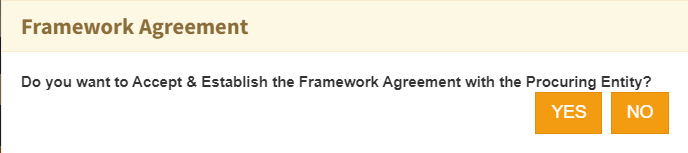 Framework Agreement
Do you want to Accept & Establish the Framework Agreement with the Procuring Entity?
YES NO